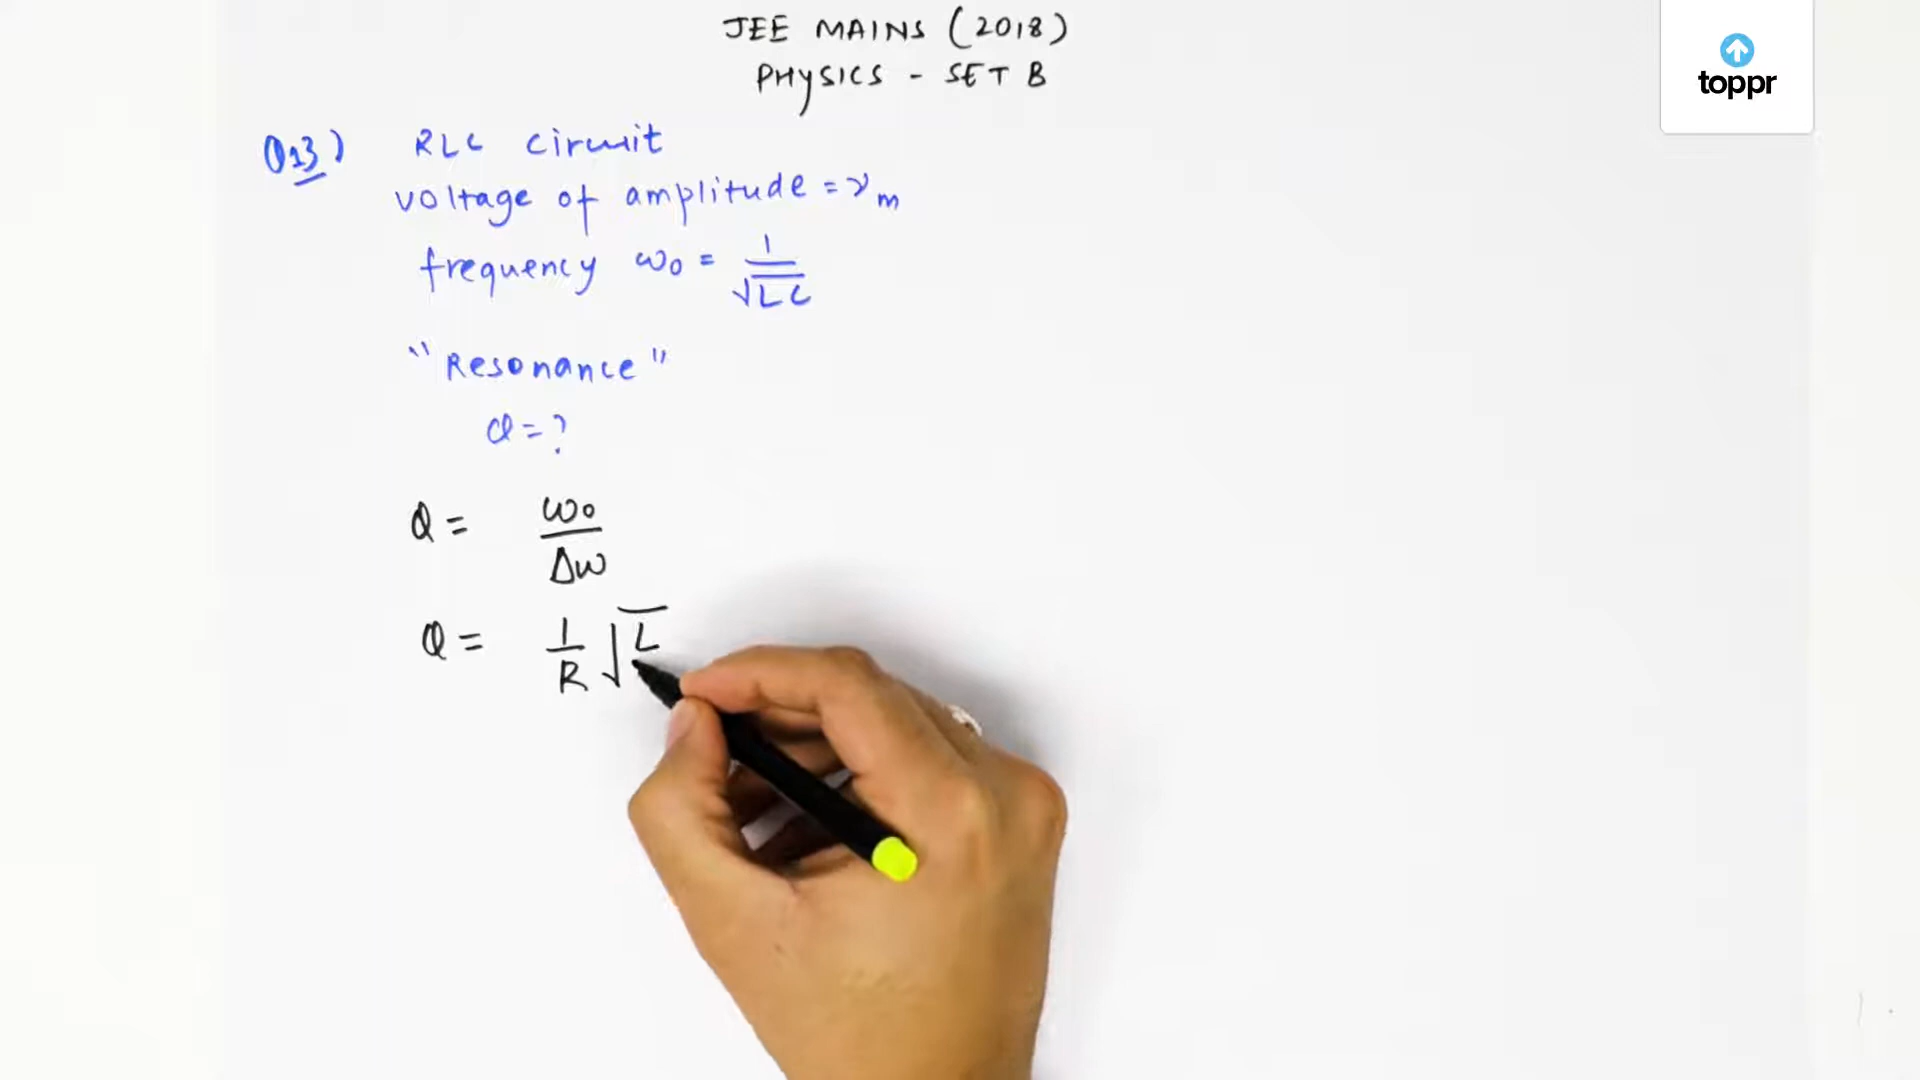 JEE MAINS (2018)
PHYSICS - SET B
toppr
Q13) RLC circuit
voltage of amplitude = νm
frequency ω0 = 1/√LC
"Resonance"
Q = ?
Q = ω0/Δω
Q = 1/R √L